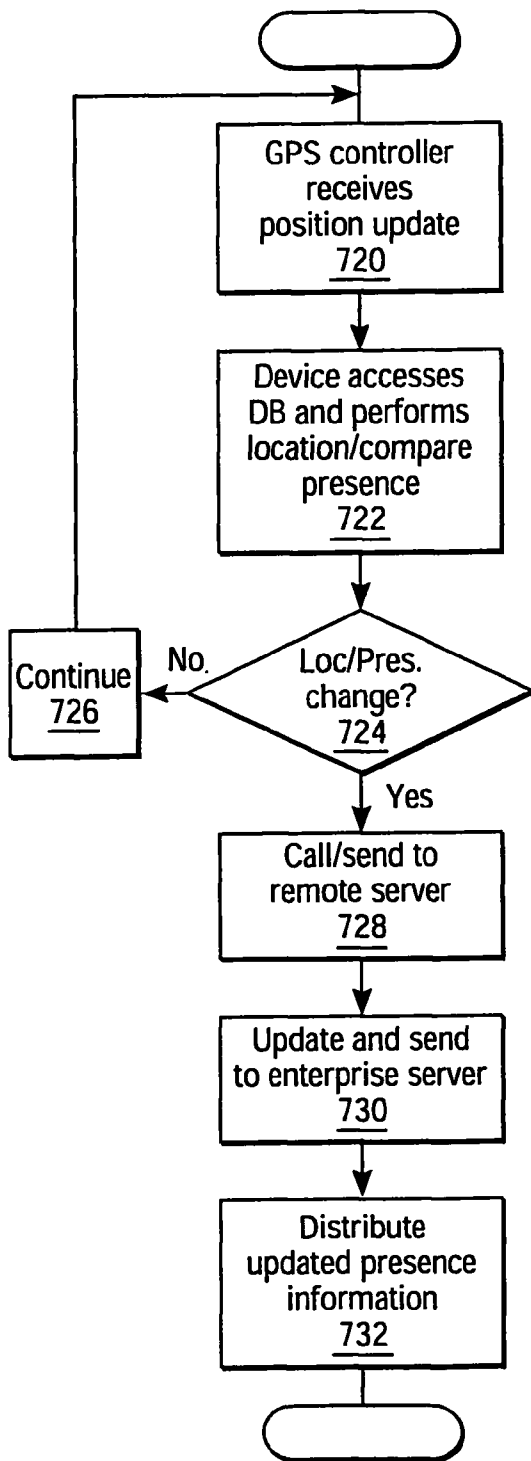 GPS controller
receives
position update
720
Device accesses
DB and performs
location/compare
presence
722
Loc/Pres.
change?
724
No.
Continue
726
Yes
Call/send to
remote server
728
Update and send
to enterprise server
730
Distribute
updated presence
information
732